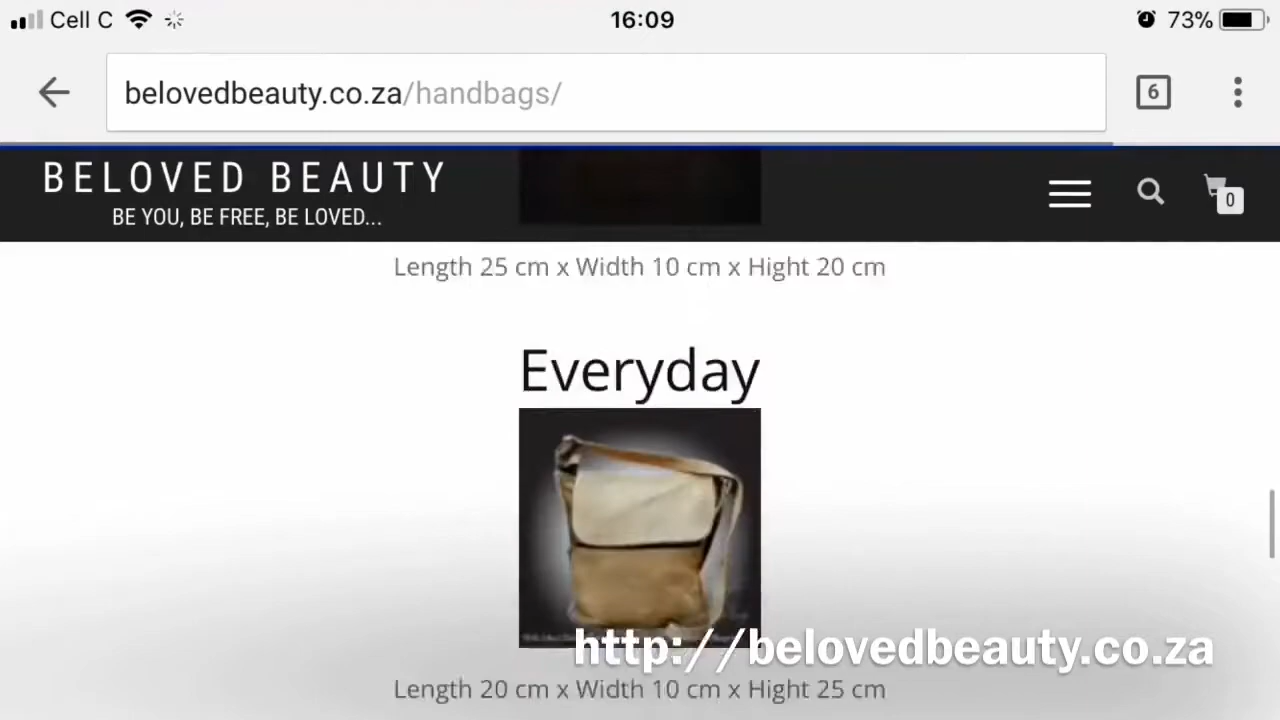 Cell C
16:09
73%
belovedbeauty.co.za/handbags/
6
BELOVED BEAUTY
BE YOU, BE FREE, BE LOVED...
0
Length 25 cm x Width 10 cm x Hight 20 cm
Everyday
http://belovedbeauty.co.za
Length 20 cm x Width 10 cm x Hight 25 cm